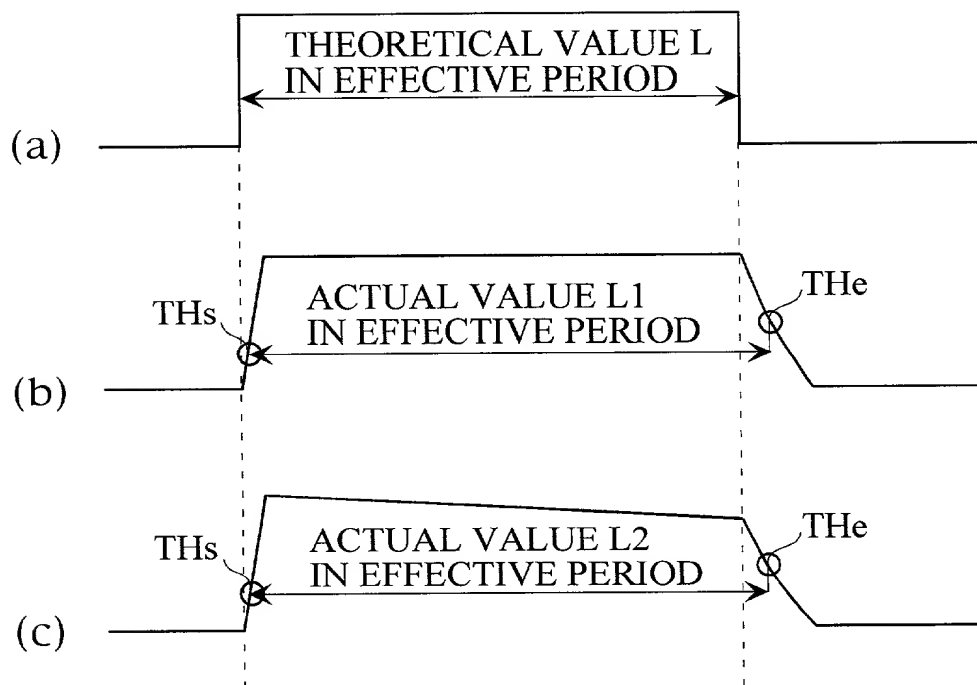 THEORETICAL VALUE L
IN EFFECTIVE PERIOD
(a)
THs
ACTUAL VALUE L1
IN EFFECTIVE PERIOD
THe
(b)
THs
ACTUAL VALUE L2
IN EFFECTIVE PERIOD
THe
(c)